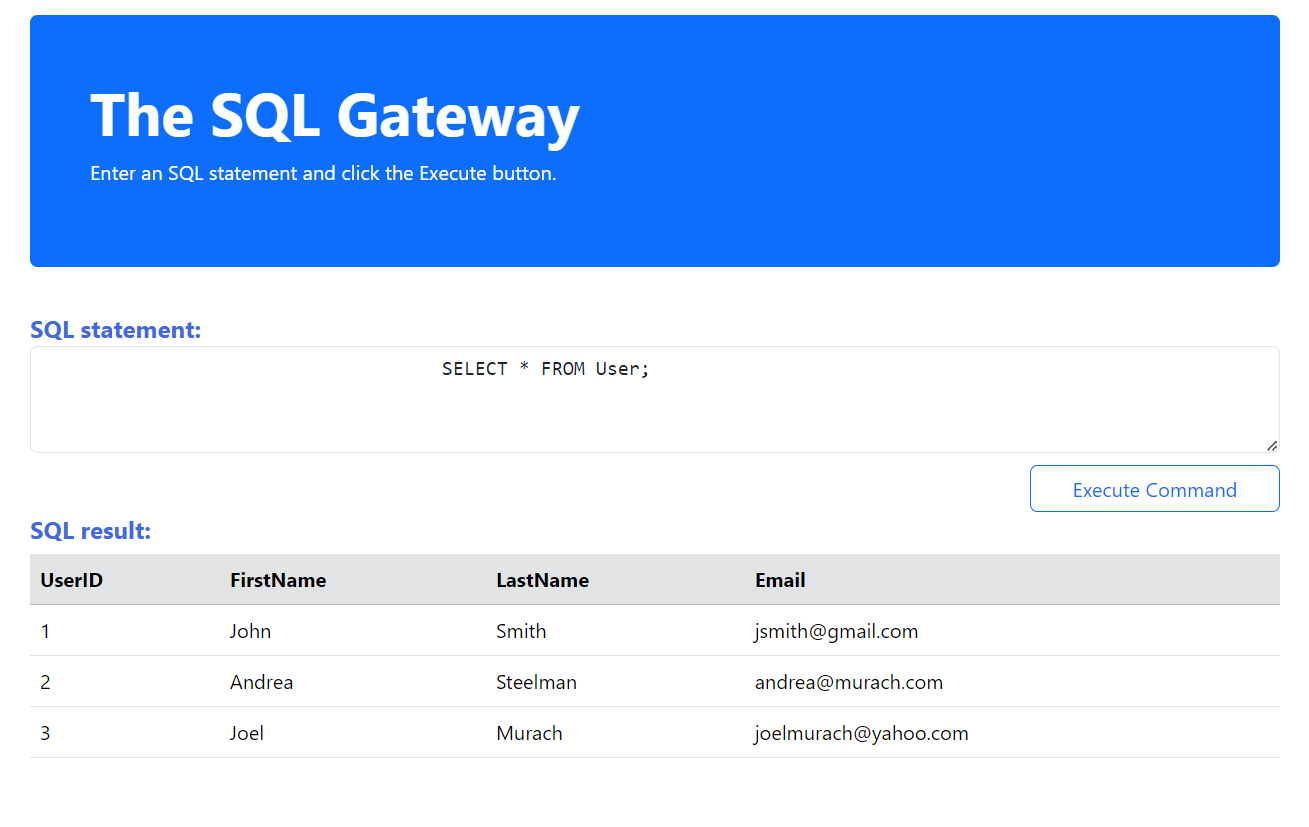 The SQL Gateway
Enter an SQL statement and click the Execute button.
SQL statement:
SELECT * FROM User;
Execute Command
SQL result:
UserID FirstName LastName Email
1 John Smith jsmith@gmail.com
2 Andrea Steelman andrea@murach.com
3 Joel Murach joelmurach@yahoo.com